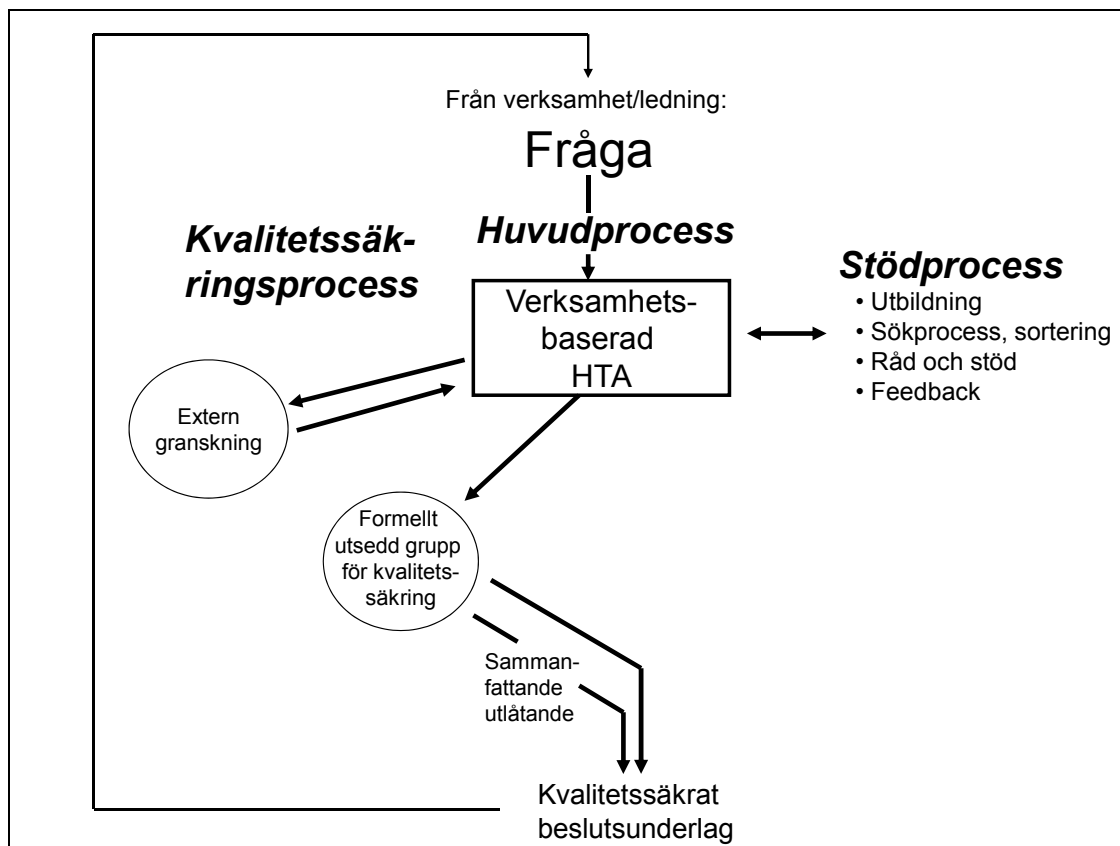 Från verksamhet/ledning:
Fråga
Huvudprocess
Kvalitetssäk-
ringsprocess
Stödprocess
• Utbildning
• Sökprocess, sortering
• Råd och stöd
• Feedback
Verksamhets-
baserad
HTA
Extern
granskning
Formellt
utsedd grupp
för kvalitets-
säkring
Samman-
fattande
utlåtande
Kvalitetssäkrat
beslutsunderlag